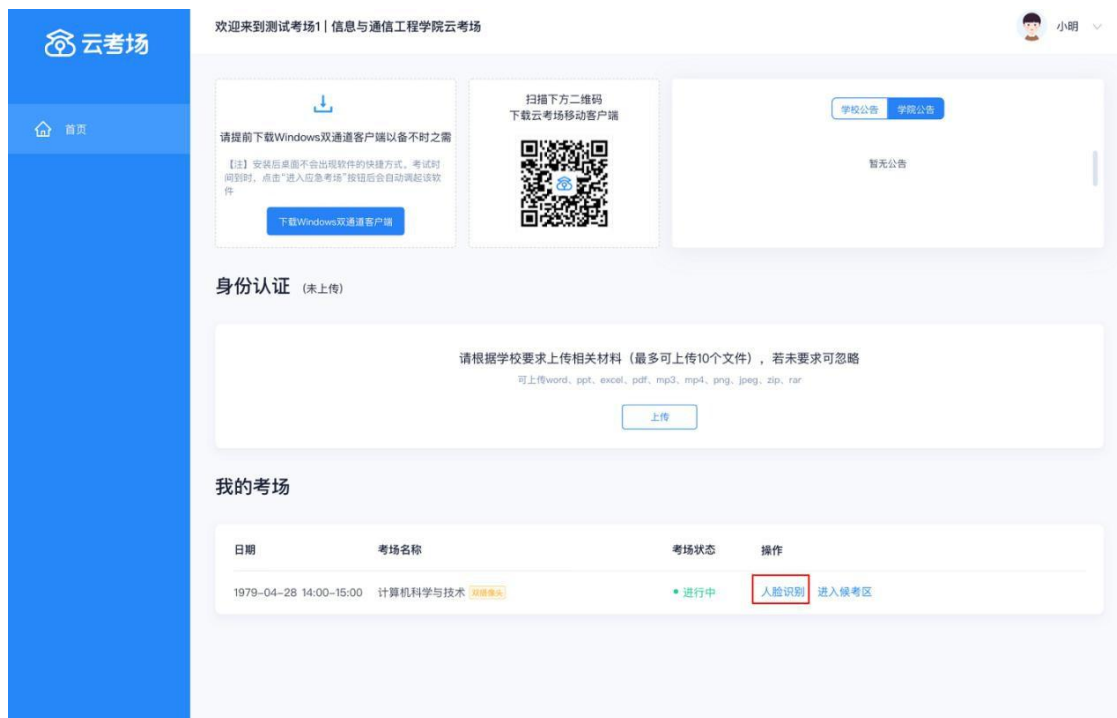 云考场
欢迎来到测试考场1 | 信息与通信工程学院云考场
小明
首页
请提前下载Windows双通道客户端以备不时之需
【注】安装后桌面不会出现软件的快捷方式，考试时
间到时，点击“进入应急考场”按钮后会自动调起该软
件
下载Windows双通道客户端
扫描下方二维码
下载云考场移动客户端
学校公告 学院公告
暂无公告
身份认证 (未上传)
请根据学校要求上传相关材料（最多可上传10个文件），若未要求可忽略
可上传word、ppt、excel、pdf、mp3、mp4、png、jpeg、zip、rar
上传
我的考场
日期 考场名称 考场状态 操作
1979-04-28 14:00-15:00 计算机科学与技术 双摄像头 进行中 人脸识别 进入候考区